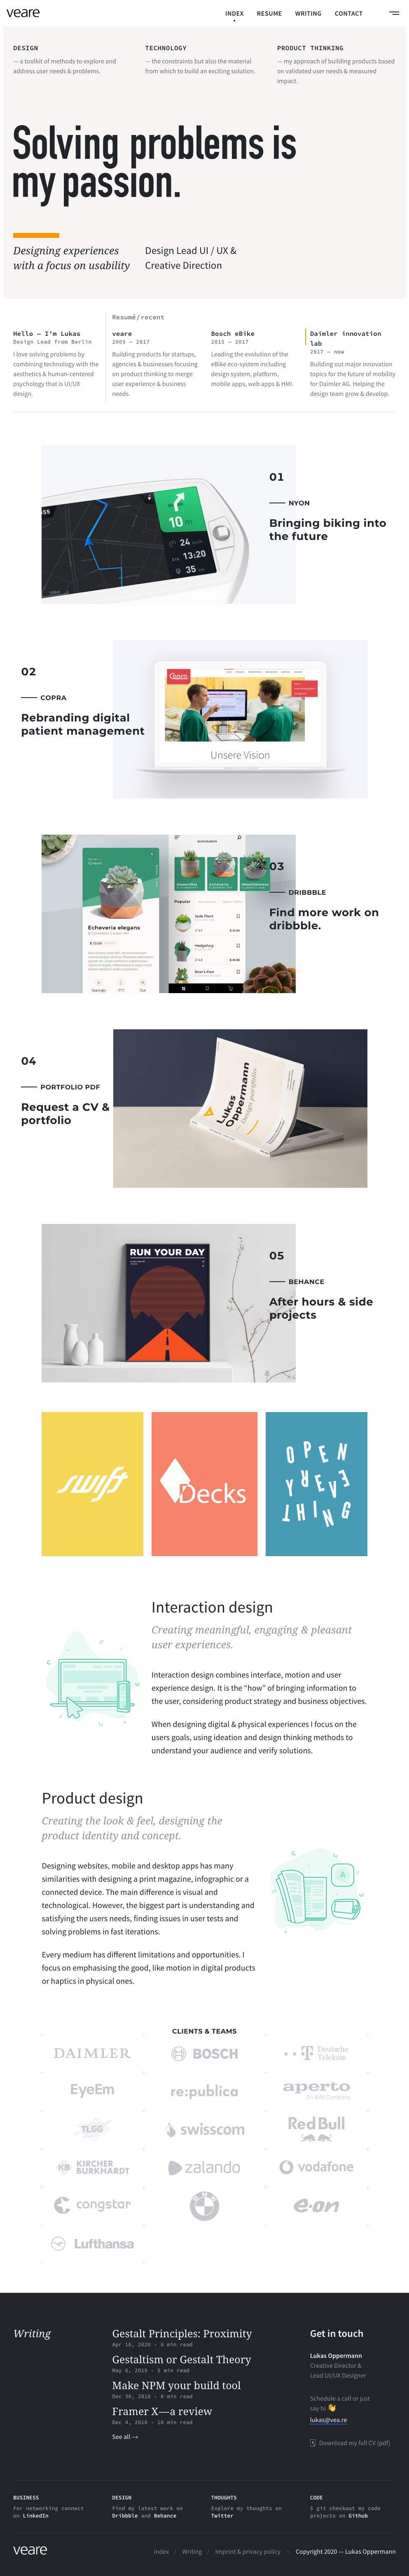 veare
INDEX RESUME WRITING CONTACT
DESIGN
— a toolkit of methods to explore and
address user needs & problems.
TECHNOLOGY
— the constraints but also the material
from which to build an exciting solution.
PRODUCT THINKING
— my approach of building products based
on validated user needs & measured
impact.
Solving problems is
my passion.
Designing experiences
with a focus on usability
Design Lead UI / UX &
Creative Direction
Resumé/recent
Hello — I'm Lukas
Design Lead from Berlin
I love solving problems by
combining technology with the
aesthetics & human-centered
psychology that is UI/UX
design.
veare
2005 — 2017
Building products for startups,
agencies & businesses focusing
on product thinking to merge
user experience & business
needs.
Bosch eBike
2015 — 2017
Leading the evolution of the
eBike eco-system including
design system, platform,
mobile apps, web apps & HMI.
Daimler innovation
lab
2017 — now
Building out major innovation
topics for the future of mobility
for Daimler AG. Helping the
design team grow & develop.
10 m
24
ETA 13:20
35
01
NYON
Bringing biking into
the future
02
COPRA
Rebranding digital
patient management
Copra
Unsere Vision
Green
Echeveria elegans
SUCCULENTS
Echeveria
Popular
Jade Plant
Hedgehog
03
DRIBBBLE
Find more work on
dribbble.
04
PORTFOLIO PDF
Request a CV &
portfolio
Lukas
Oppermann
Design portfolio
RUN YOUR DAY
05
BEHANCE
After hours & side
projects
swift
Decks
OPEN
EVERY
THING
Interaction design
Creating meaningful, engaging & pleasant
user experiences.
Interaction design combines interface, motion and user
experience design. It is the “how” of bringing information to
the user, considering product strategy and business objectives.
When designing digital & physical experiences I focus on the
users goals, using ideation and design thinking methods to
understand your audience and verify solutions.
Product design
Creating the look & feel, designing the
product identity and concept.
Designing websites, mobile and desktop apps has many
similarities with designing a print magazine, infographic or a
connected device. The main difference is visual and
technological. However, the biggest part is understanding and
satisfying the users needs, finding issues in user tests and
solving problems in fast iterations.
Every medium has different limitations and opportunities. I
focus on emphasising the good, like motion in digital products
or haptics in physical ones.
A
CLIENTS & TEAMS
DAIMLER
BOSCH
Deutsche
Telekom
EyeEm
re:publica
aperto
An IBM Company
TLGG
swisscom
Red Bull
KB KIRCHER
BURKHARDT
zalando
vodafone
congstar
BMW
e·on
Lufthansa
Writing
Gestalt Principles: Proximity
Apr 16, 2020 · 6 min read
Gestaltism or Gestalt Theory
May 6, 2019 · 5 min read
Make NPM your build tool
Dec 30, 2018 · 8 min read
Framer X — a review
Dec 4, 2018 · 10 min read
See all →
Get in touch
Lukas Oppermann
Creative Director &
Lead UI/UX Designer
Schedule a call or just
say hi 👋
lukas@vea.re
Download my full CV (pdf)
BUSINESS
For networking connect
on LinkedIn
DESIGN
Find my latest work on
Dribbble and Behance
THOUGHTS
Explore my thoughts on
Twitter
CODE
$ git checkout my code
projects on Github
veare
Index / Writing / Imprint & privacy policy Copyright 2020 — Lukas Oppermann